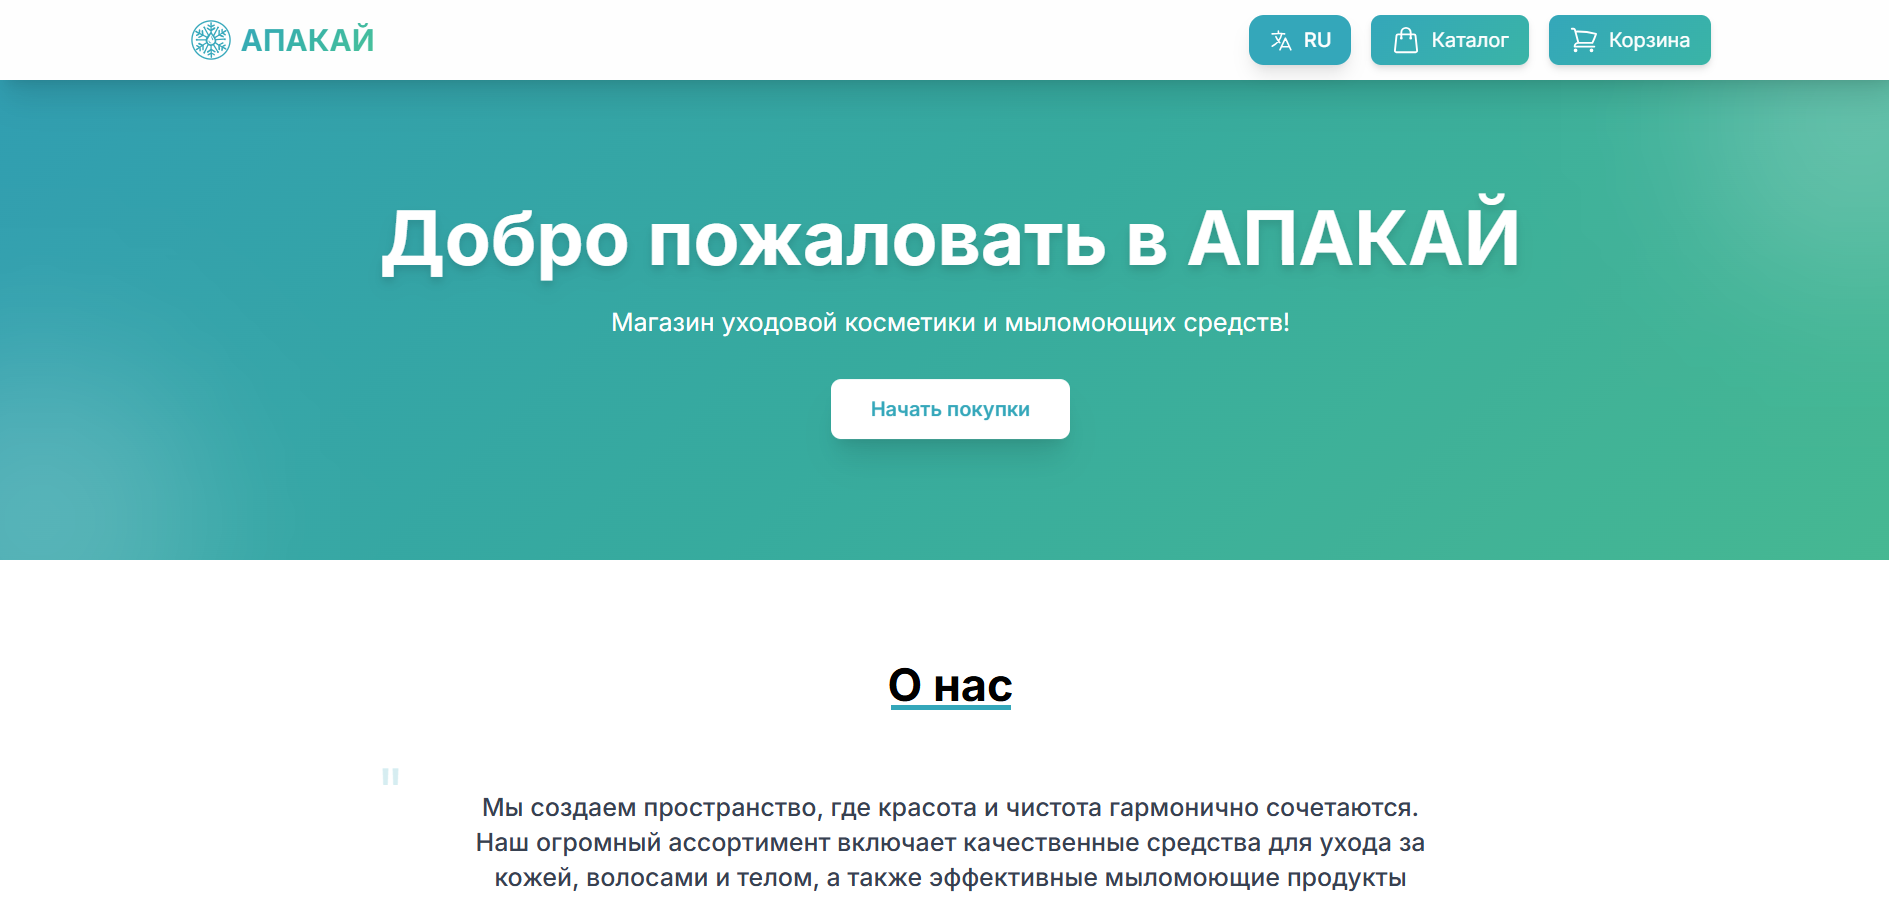 АПАКАЙ
RU
Каталог
Корзина
Добро пожаловать в АПАКАЙ
Магазин уходовой косметики и мыломоющих средств!
Начать покупки
О нас
"
Мы создаем пространство, где красота и чистота гармонично сочетаются.
Наш огромный ассортимент включает качественные средства для ухода за
кожей, волосами и телом, а также эффективные мыломоющие продукты